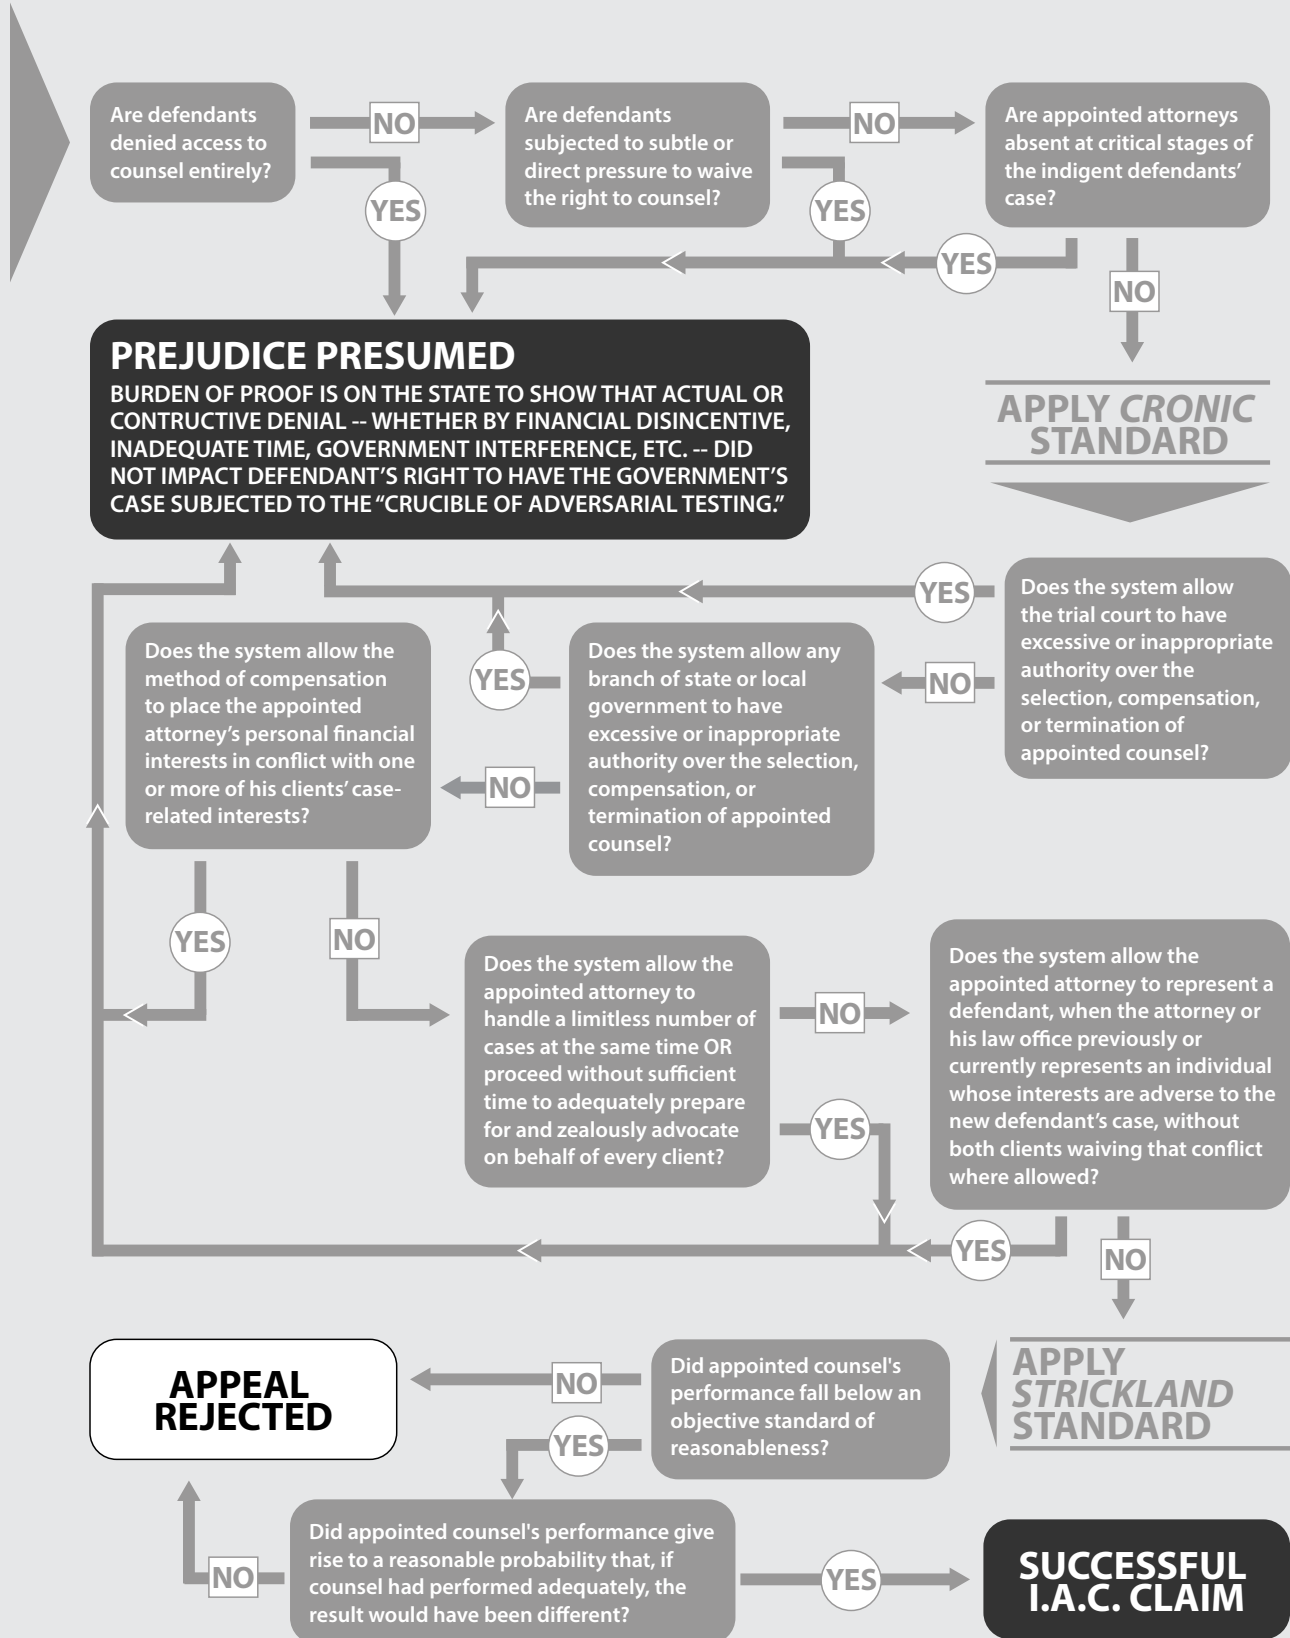 Are defendants
denied access to
counsel entirely?
NO
YES
Are defendants
subjected to subtle or
direct pressure to waive
the right to counsel?
NO
YES
Are appointed attorneys
absent at critical stages of
the indigent defendants'
case?
YES
NO
PREJUDICE PRESUMED
BURDEN OF PROOF IS ON THE STATE TO SHOW THAT ACTUAL OR
CONTRUCTIVE DENIAL -- WHETHER BY FINANCIAL DISINCENTIVE,
INADEQUATE TIME, GOVERNMENT INTERFERENCE, ETC. -- DID
NOT IMPACT DEFENDANT'S RIGHT TO HAVE THE GOVERNMENT'S
CASE SUBJECTED TO THE "CRUCIBLE OF ADVERSARIAL TESTING."
APPLY CRONIC
STANDARD
Does the system allow
the trial court to have
excessive or inappropriate
authority over the
selection, compensation,
or termination of
appointed counsel?
YES
NO
Does the system allow any
branch of state or local
government to have
excessive or inappropriate
authority over the selection,
compensation, or
termination of appointed
counsel?
YES
NO
Does the system allow the
method of compensation
to place the appointed
attorney's personal financial
interests in conflict with one
or more of his clients' case-
related interests?
YES
NO
Does the system allow the
appointed attorney to
handle a limitless number of
cases at the same time OR
proceed without sufficient
time to adequately prepare
for and zealously advocate
on behalf of every client?
NO
YES
Does the system allow the
appointed attorney to represent a
defendant, when the attorney or
his law office previously or
currently represents an individual
whose interests are adverse to the
new defendant's case, without
both clients waiving that conflict
where allowed?
YES
NO
APPLY
STRICKLAND
STANDARD
Did appointed counsel's
performance fall below an
objective standard of
reasonableness?
NO
YES
APPEAL
REJECTED
Did appointed counsel's performance give
rise to a reasonable probability that, if
counsel had performed adequately, the
result would have been different?
NO
YES
SUCCESSFUL
I.A.C. CLAIM